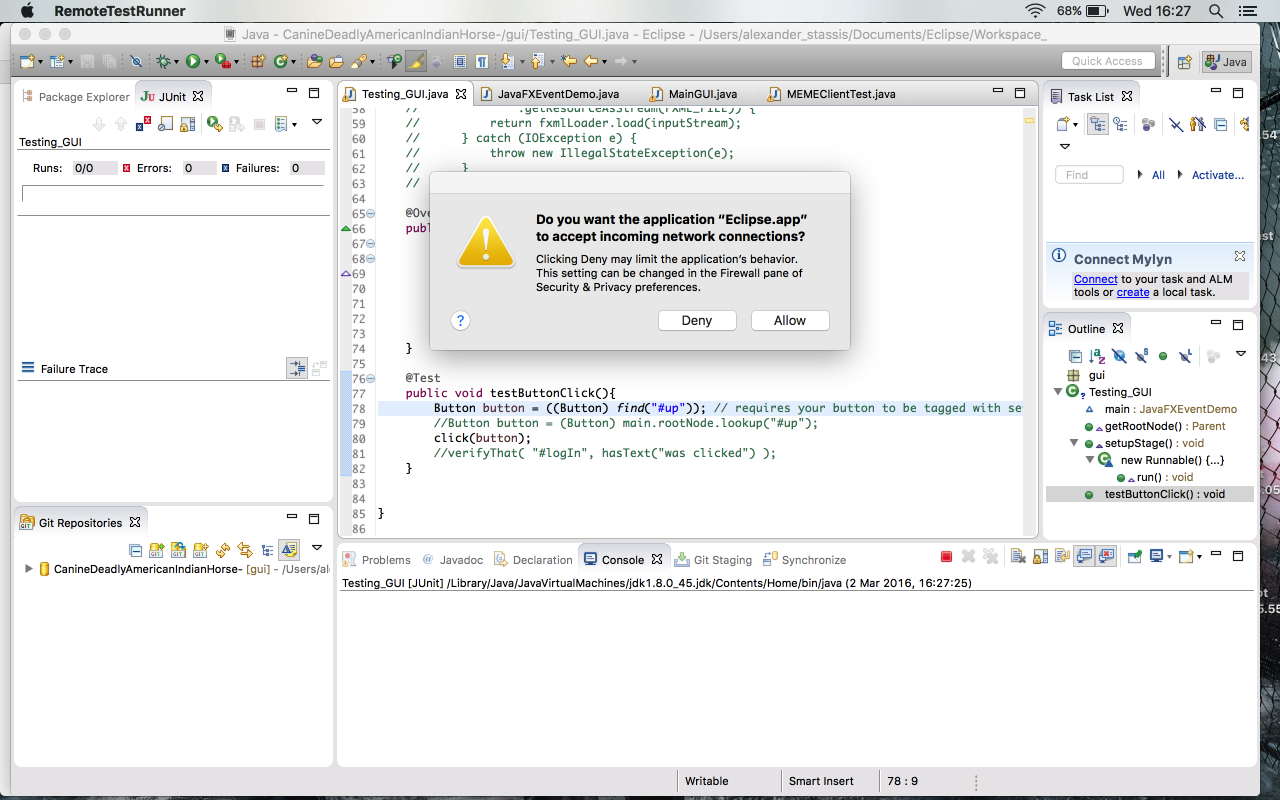 RemoteTestRunner
68%
Wed 16:27
Java - CanineDeadlyAmericanIndianHorse-/gui/Testing_GUI.java - Eclipse - /Users/alexander_stassis/Documents/Eclipse/Workspace_
Quick Access
Java
Package Explorer
JUnit
Testing_GUI
Runs: 0/0
Errors: 0
Failures: 0
Failure Trace
Git Repositories
CanineDeadlyAmericanIndianHorse- [gui] - /Users/al
Testing_GUI.java
JavaFXEventDemo.java
MainGUI.java
MEMEClientTest.java
58 // .getResourceAsStream(FXML_FILE)) {
59 // return fxmlLoader.load(inputStream);
60 // } catch (IOException e) {
61 // throw new IllegalStateException(e);
62 // }
63 //
64
65 @Ove
66 publ
67
68
69
70
71
72
73
74 }
75
76 @Test
77 public void testButtonClick(){
78 Button button = ((Button) find("#up")); // requires your button to be tagged with se
79 //Button button = (Button) main.rootNode.lookup("#up");
80 click(button);
81 //verifyThat( "#logIn", hasText("was clicked") );
82 }
83
84
85 }
86
Do you want the application “Eclipse.app”
to accept incoming network connections?
Clicking Deny may limit the application’s behavior.
This setting can be changed in the Firewall pane of
Security & Privacy preferences.
?
Deny
Allow
Task List
Find
All
Activate...
Connect Mylyn
Connect to your task and ALM
tools or create a local task.
Outline
gui
Testing_GUI
main : JavaFXEventDemo
getRootNode() : Parent
setupStage() : void
new Runnable() {...}
run() : void
testButtonClick() : void
Problems
Javadoc
Declaration
Console
Git Staging
Synchronize
Testing_GUI [JUnit] /Library/Java/JavaVirtualMachines/jdk1.8.0_45.jdk/Contents/Home/bin/java (2 Mar 2016, 16:27:25)
Writable
Smart Insert
78 : 9